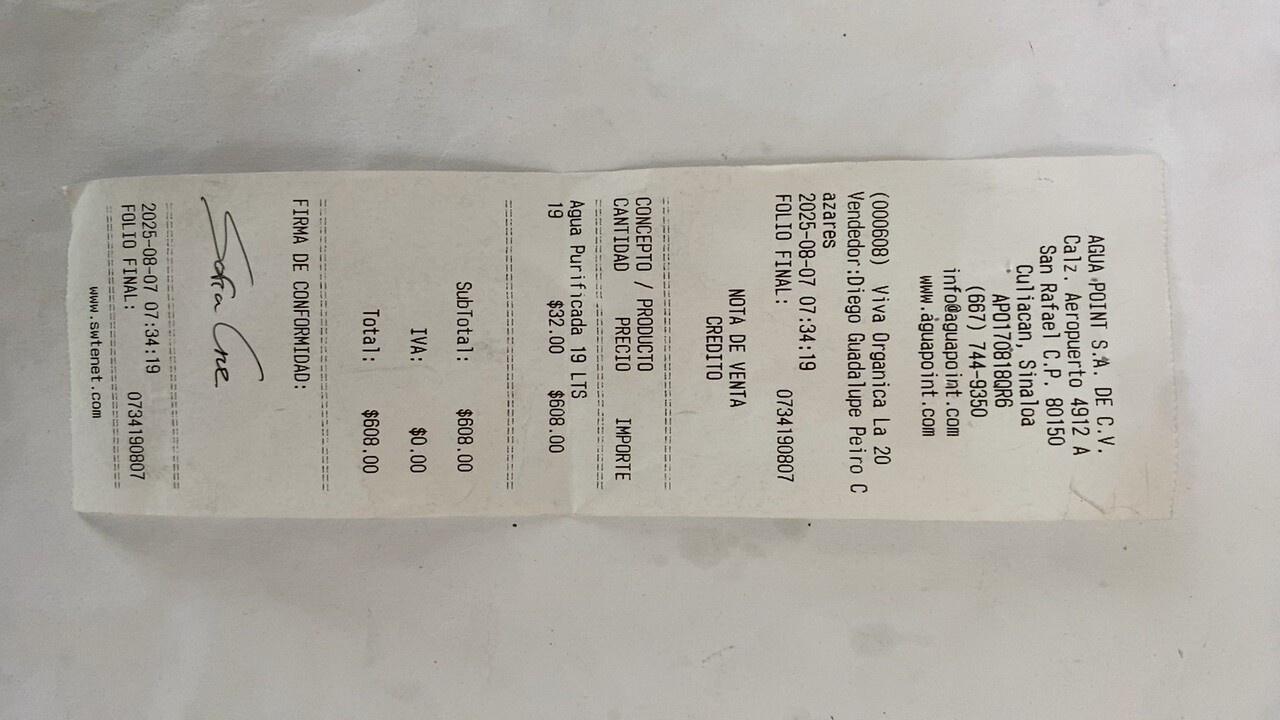 AGUA POINT S.A. DE C.V.
Calz. Aeropuerto 4912 A
San Rafael C.P. 80150
Culiacan, Sinaloa
APO170818QR6
(667) 744-9350
info@aguapoint.com
www.aguapoint.com
(000608) Viva Organica La 20
Vendedor:Diego Guadalupe Peiro C
azares
2025-08-07 07:34:19
FOLIO FINAL: 0734190807
NOTA DE VENTA
CREDITO
CONCEPTO / PRODUCTO
CANTIDAD PRECIO IMPORTE
Agua Purificada 19 LTS
19 $32.00 $608.00
SubTotal: $608.00
IVA: $0.00
Total: $608.00
FIRMA DE CONFORMIDAD:
Sofia
2025-08-07 07:34:19
FOLIO FINAL: 0734190807
www.swtenet.com